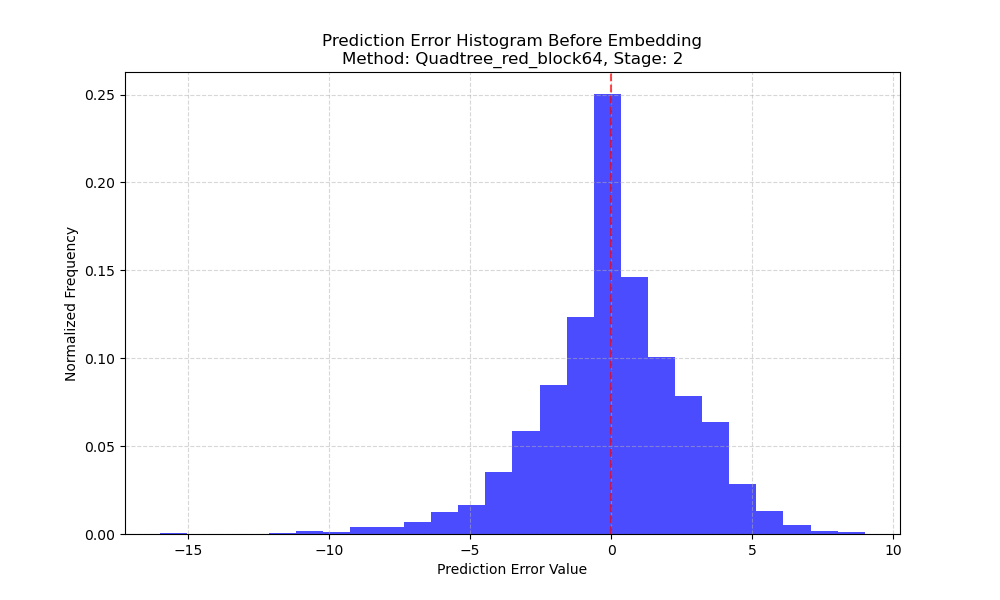 Prediction Error Histogram Before Embedding
Method: Quadtree_red_block64, Stage: 2
Normalized Frequency
0.25
0.20
0.15
0.10
0.05
0.00
−15 −10 −5 0 5 10
Prediction Error Value